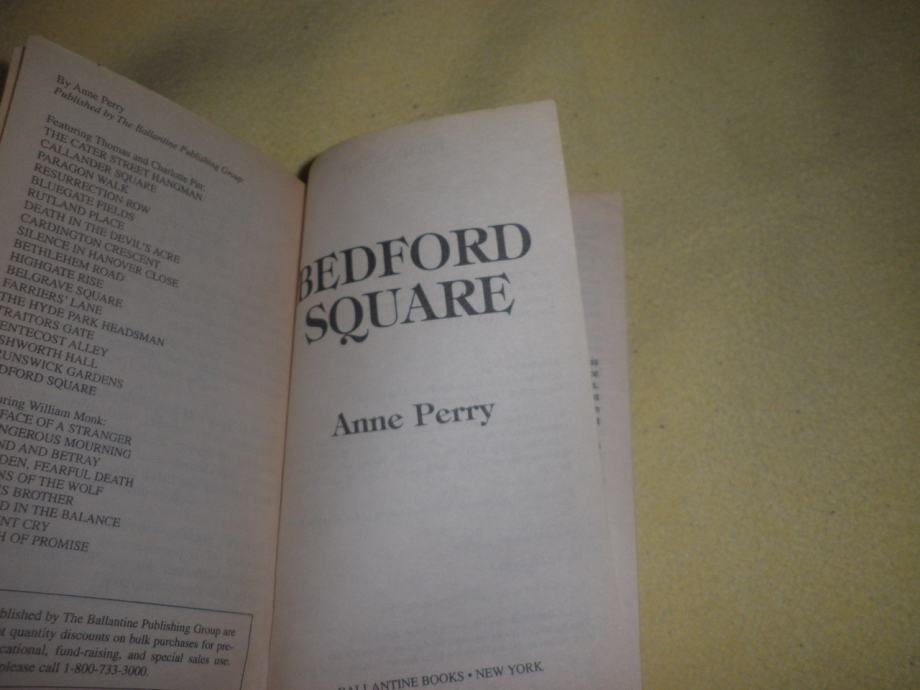 By Anne Perry
Published by The Ballantine Publishing Group:
Featuring Thomas and Charlotte Pitt:
THE CATER STREET HANGMAN
CALLANDER SQUARE
PARAGON WALK
RESURRECTION ROW
BLUEGATE FIELDS
RUTLAND PLACE
DEATH IN THE DEVIL'S ACRE
CARDINGTON CRESCENT
SILENCE IN HANOVER CLOSE
BETHLEHEM ROAD
HIGHGATE RISE
BELGRAVE SQUARE
FARRIERS' LANE
THE HYDE PARK HEADSMAN
TRAITORS GATE
ENTECOST ALLEY
SHWORTH HALL
RUNSWICK GARDENS
DFORD SQUARE
uring William Monk:
FACE OF A STRANGER
NGEROUS MOURNING
ND AND BETRAY
DEN, FEARFUL DEATH
NS OF THE WOLF
S BROTHER
D IN THE BALANCE
NT CRY
H OF PROMISE
blished by The Ballantine Publishing Group are
t quantity discounts on bulk purchases for pre-
cational, fund-raising, and special sales use.
please call 1-800-733-3000.
BEDFORD
SQUARE
Anne Perry
BALLANTINE BOOKS • NEW YORK